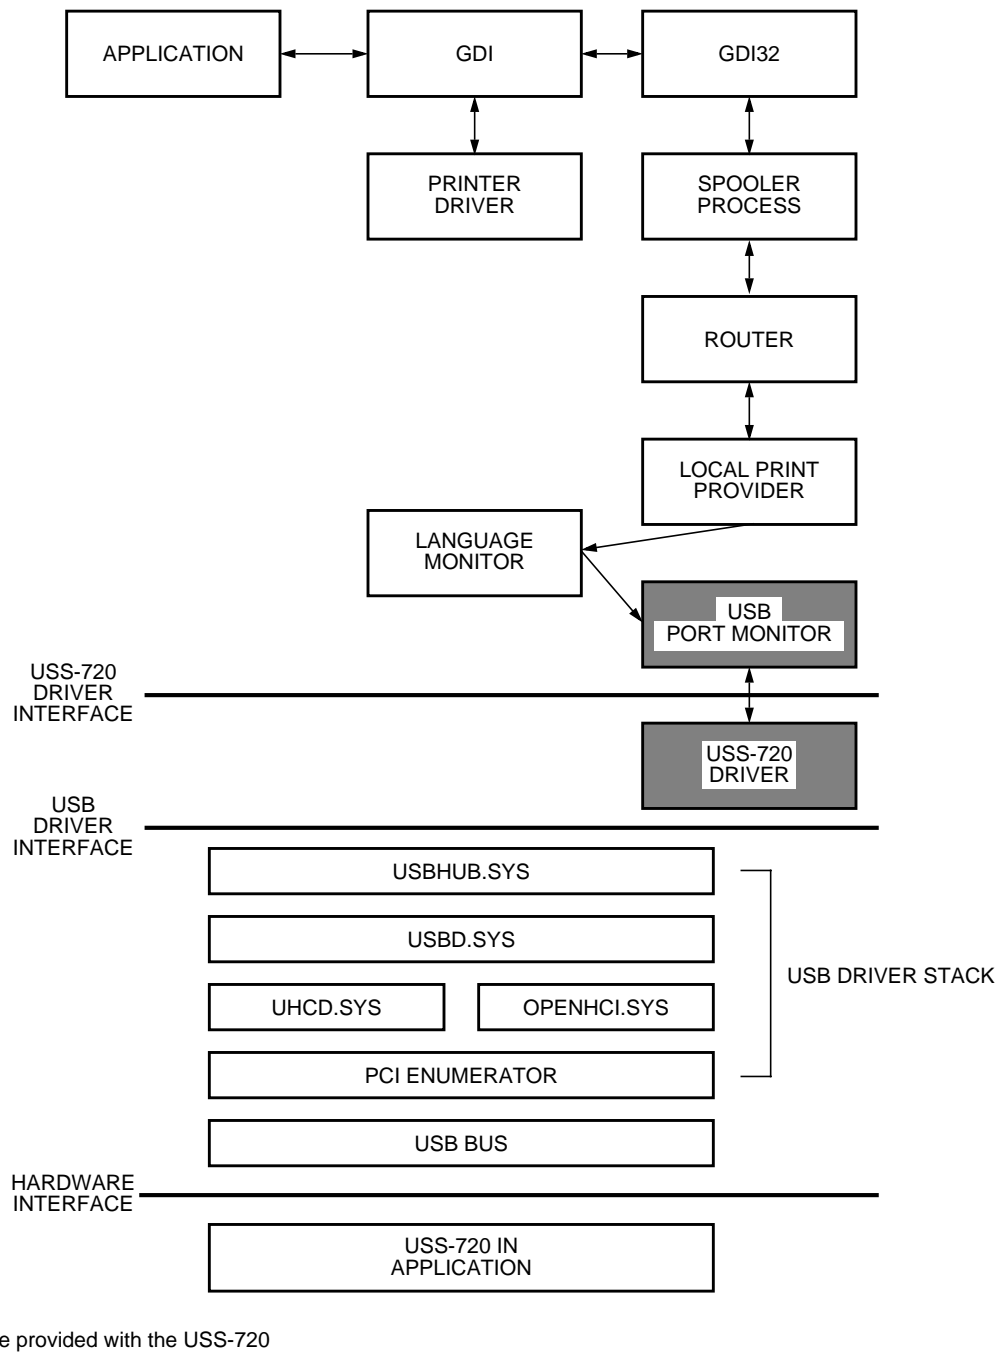 APPLICATION
GDI
GDI32
PRINTER
DRIVER
SPOOLER
PROCESS
ROUTER
LOCAL PRINT
PROVIDER
LANGUAGE
MONITOR
USB
PORT MONITOR
USS-720
DRIVER
INTERFACE
USS-720
DRIVER
USB
DRIVER
INTERFACE
USBHUB.SYS
USBD.SYS
USB DRIVER STACK
UHCD.SYS
OPENHCI.SYS
PCI ENUMERATOR
USB BUS
HARDWARE
INTERFACE
USS-720 IN
APPLICATION
provided with the USS-720